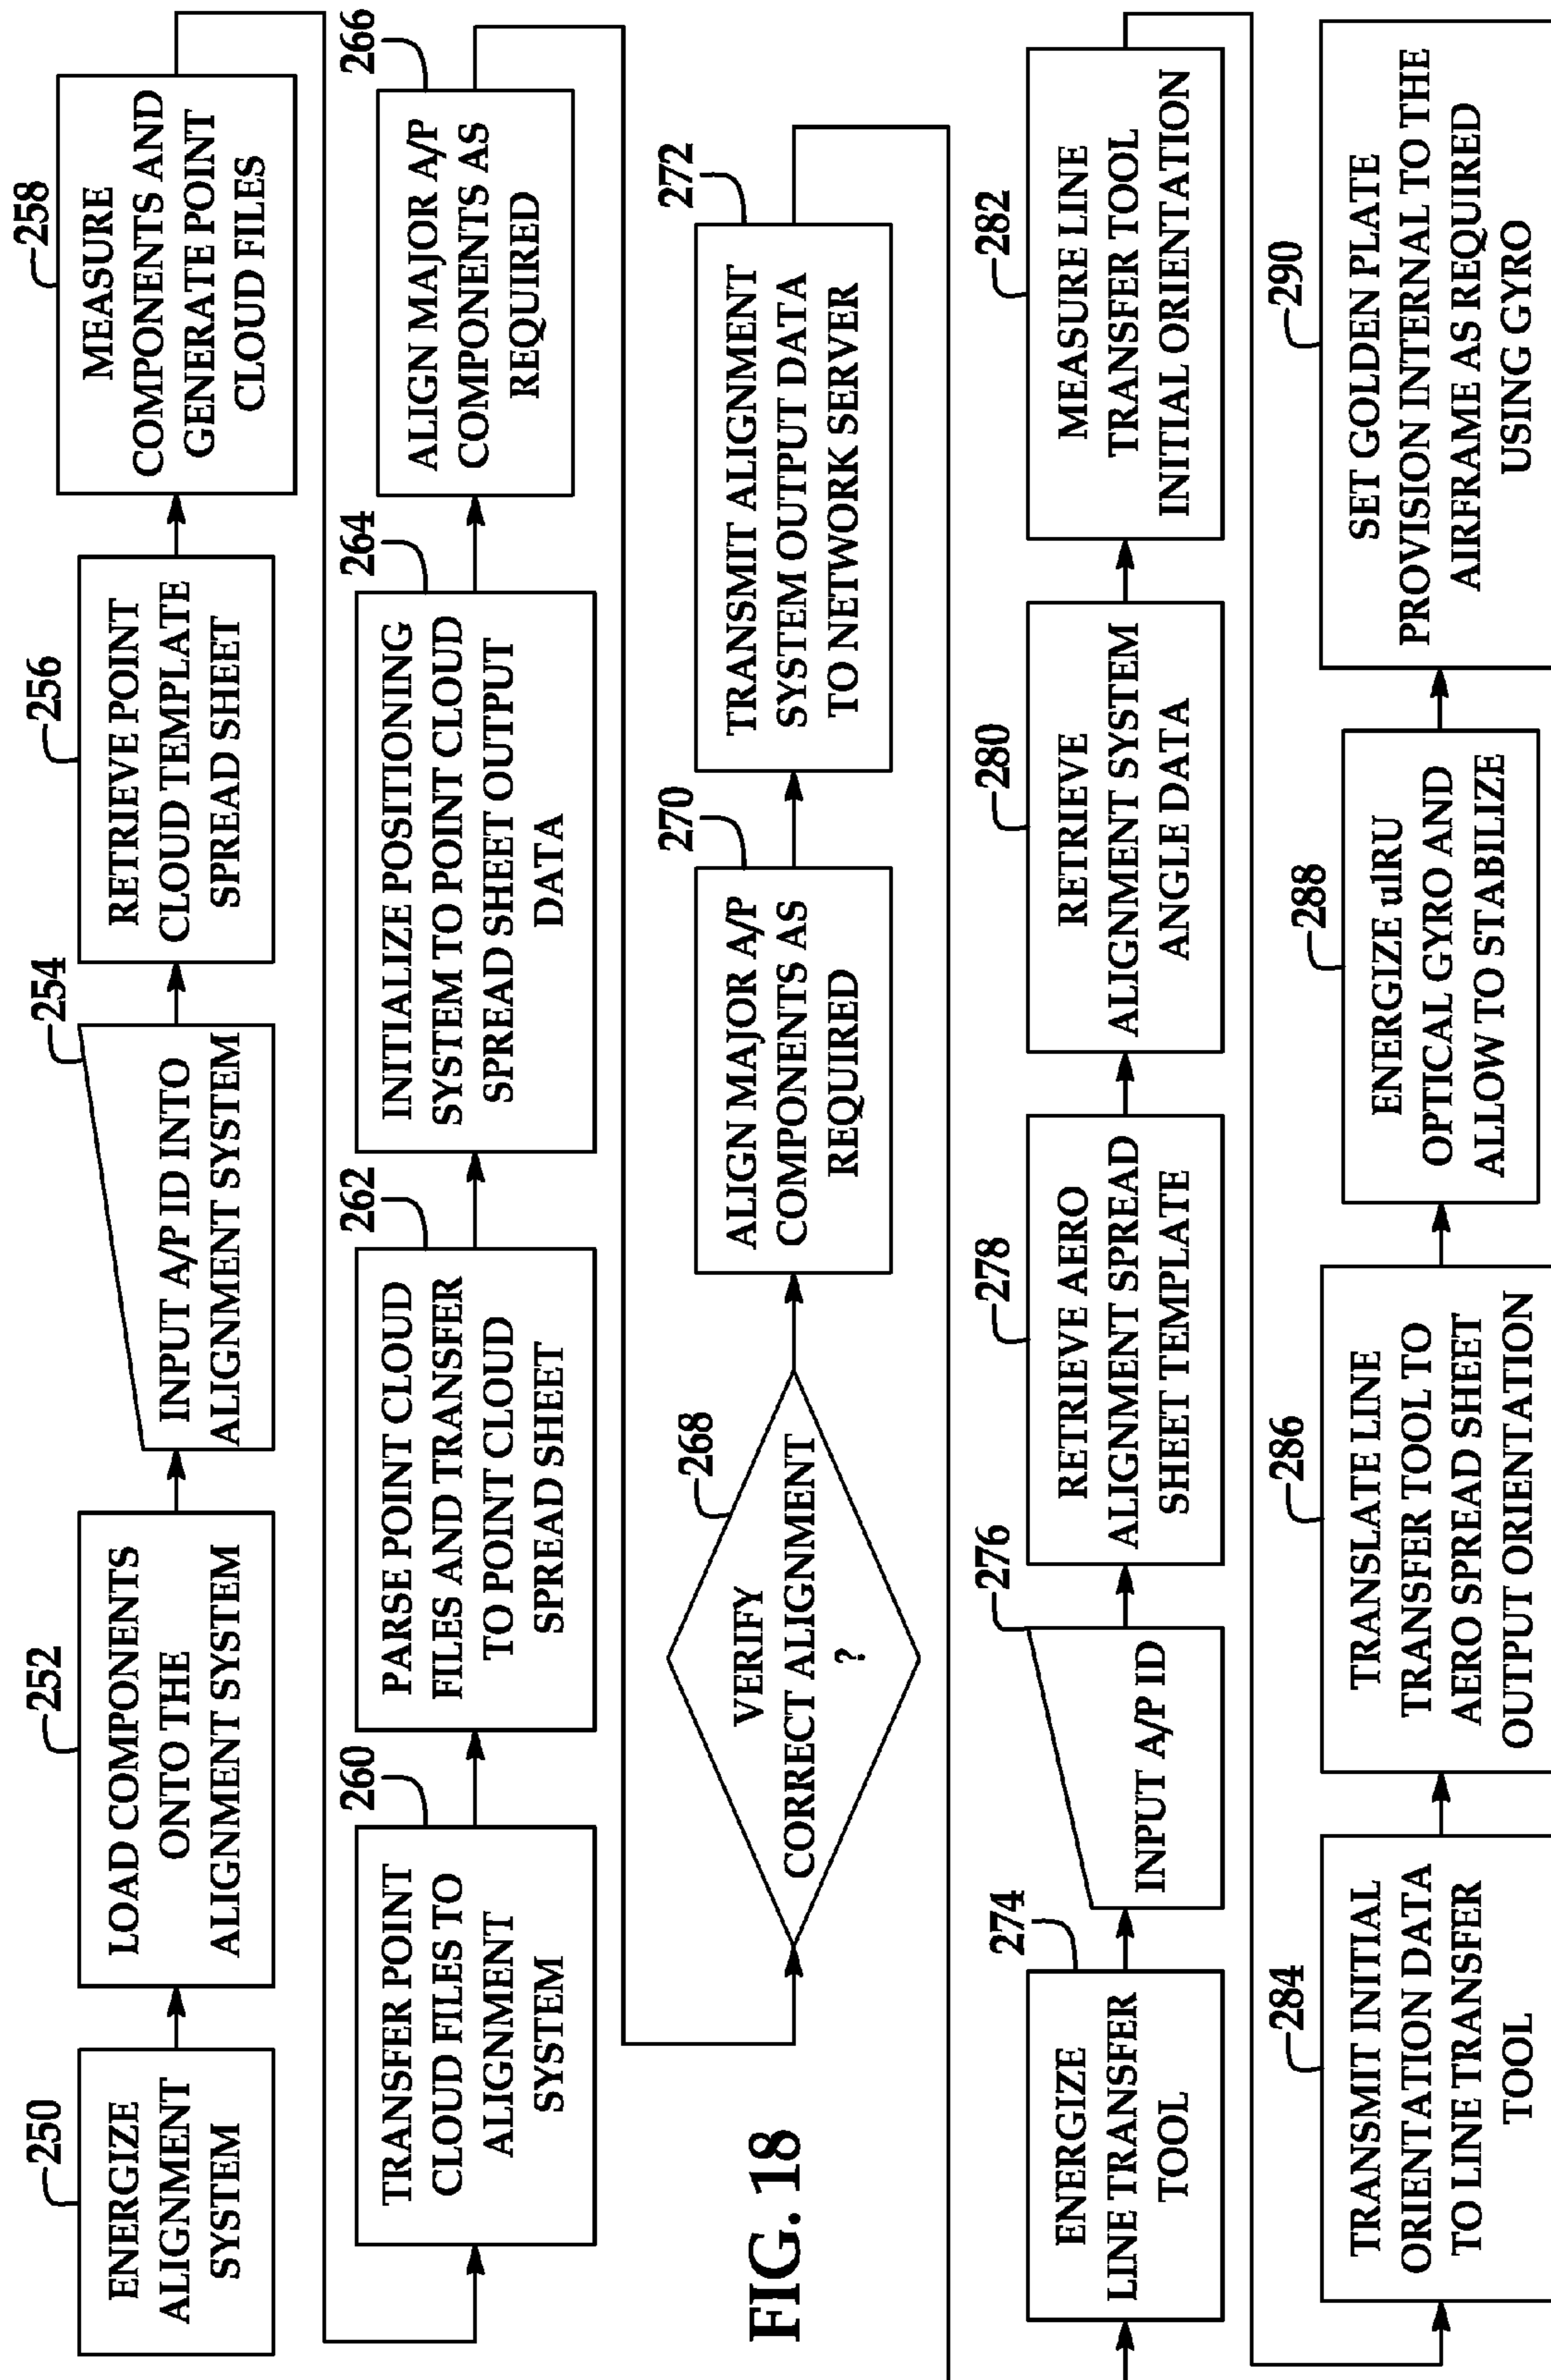 250
ENERGIZE
ALIGNMENT
SYSTEM
252
LOAD COMPONENTS
ONTO THE
ALIGNMENT SYSTEM
254
INPUT A/P ID INTO
ALIGNMENT SYSTEM
256
RETRIEVE POINT
CLOUD TEMPLATE
SPREAD SHEET
258
MEASURE
COMPONENTS AND
GENERATE POINT
CLOUD FILES
260
TRANSFER POINT
CLOUD FILES TO
ALIGNMENT
SYSTEM
262
PARSE POINT CLOUD
FILES AND TRANSFER
TO POINT CLOUD
SPREAD SHEET
264
INITIALIZE POSITIONING
SYSTEM TO POINT CLOUD
SPREAD SHEET OUTPUT
DATA
266
ALIGN MAJOR A/P
COMPONENTS AS
REQUIRED
268
VERIFY
CORRECT ALIGNMENT
?
270
ALIGN MAJOR A/P
COMPONENTS AS
REQUIRED
272
TRANSMIT ALIGNMENT
SYSTEM OUTPUT DATA
TO NETWORK SERVER
FIG. 18
274
ENERGIZE
LINE TRANSFER
TOOL
276
INPUT A/P ID
278
RETRIEVE AERO
ALIGNMENT SPREAD
SHEET TEMPLATE
280
RETRIEVE
ALIGNMENT SYSTEM
ANGLE DATA
282
MEASURE LINE
TRANSFER TOOL
INITIAL ORIENTATION
284
TRANSMIT INITIAL
ORIENTATION DATA
TO LINE TRANSFER
TOOL
286
TRANSLATE LINE
TRANSFER TOOL TO
AERO SPREAD SHEET
OUTPUT ORIENTATION
288
ENERGIZE uIRU
OPTICAL GYRO AND
ALLOW TO STABILIZE
290
SET GOLDEN PLATE
PROVISION INTERNAL TO THE
AIRFRAME AS REQUIRED
USING GYRO